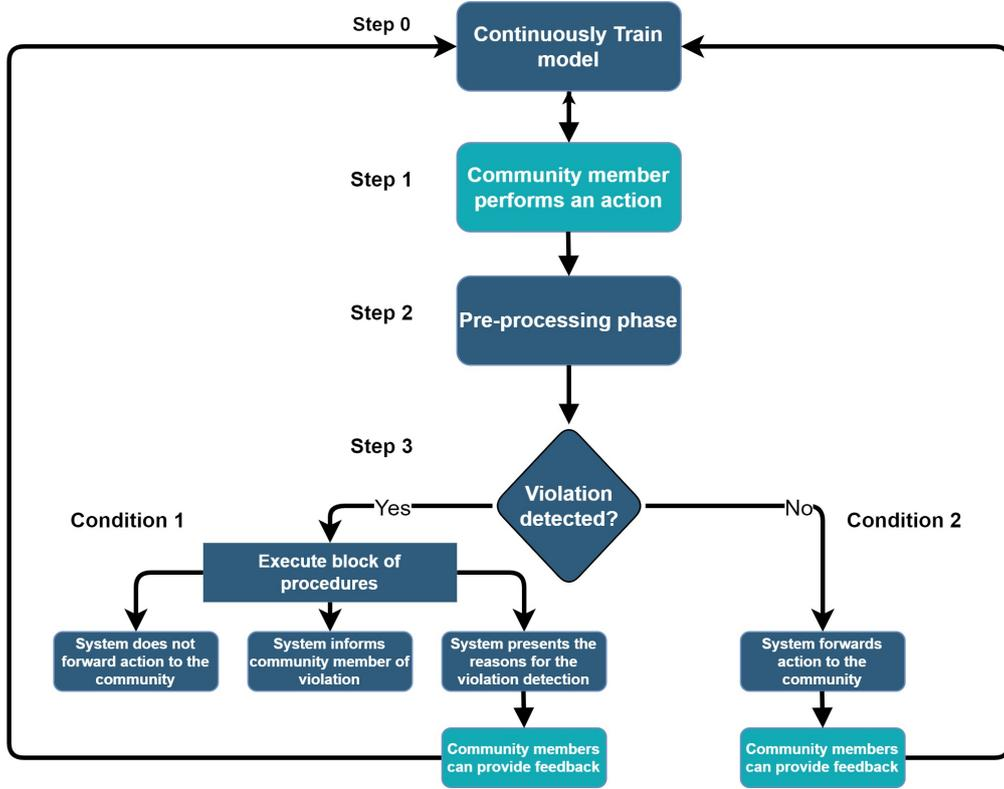 Step 0
Continuously Train
model
Step 1
Community member
performs an action
Step 2
Pre-processing phase
Step 3
Violation
detected?
Yes
No
Condition 1
Condition 2
Execute block of
procedures
System does not
forward action to the
community
System informs
community member of
violation
System presents the
reasons for the
violation detection
System forwards
action to the
community
Community members
can provide feedback
Community members
can provide feedback